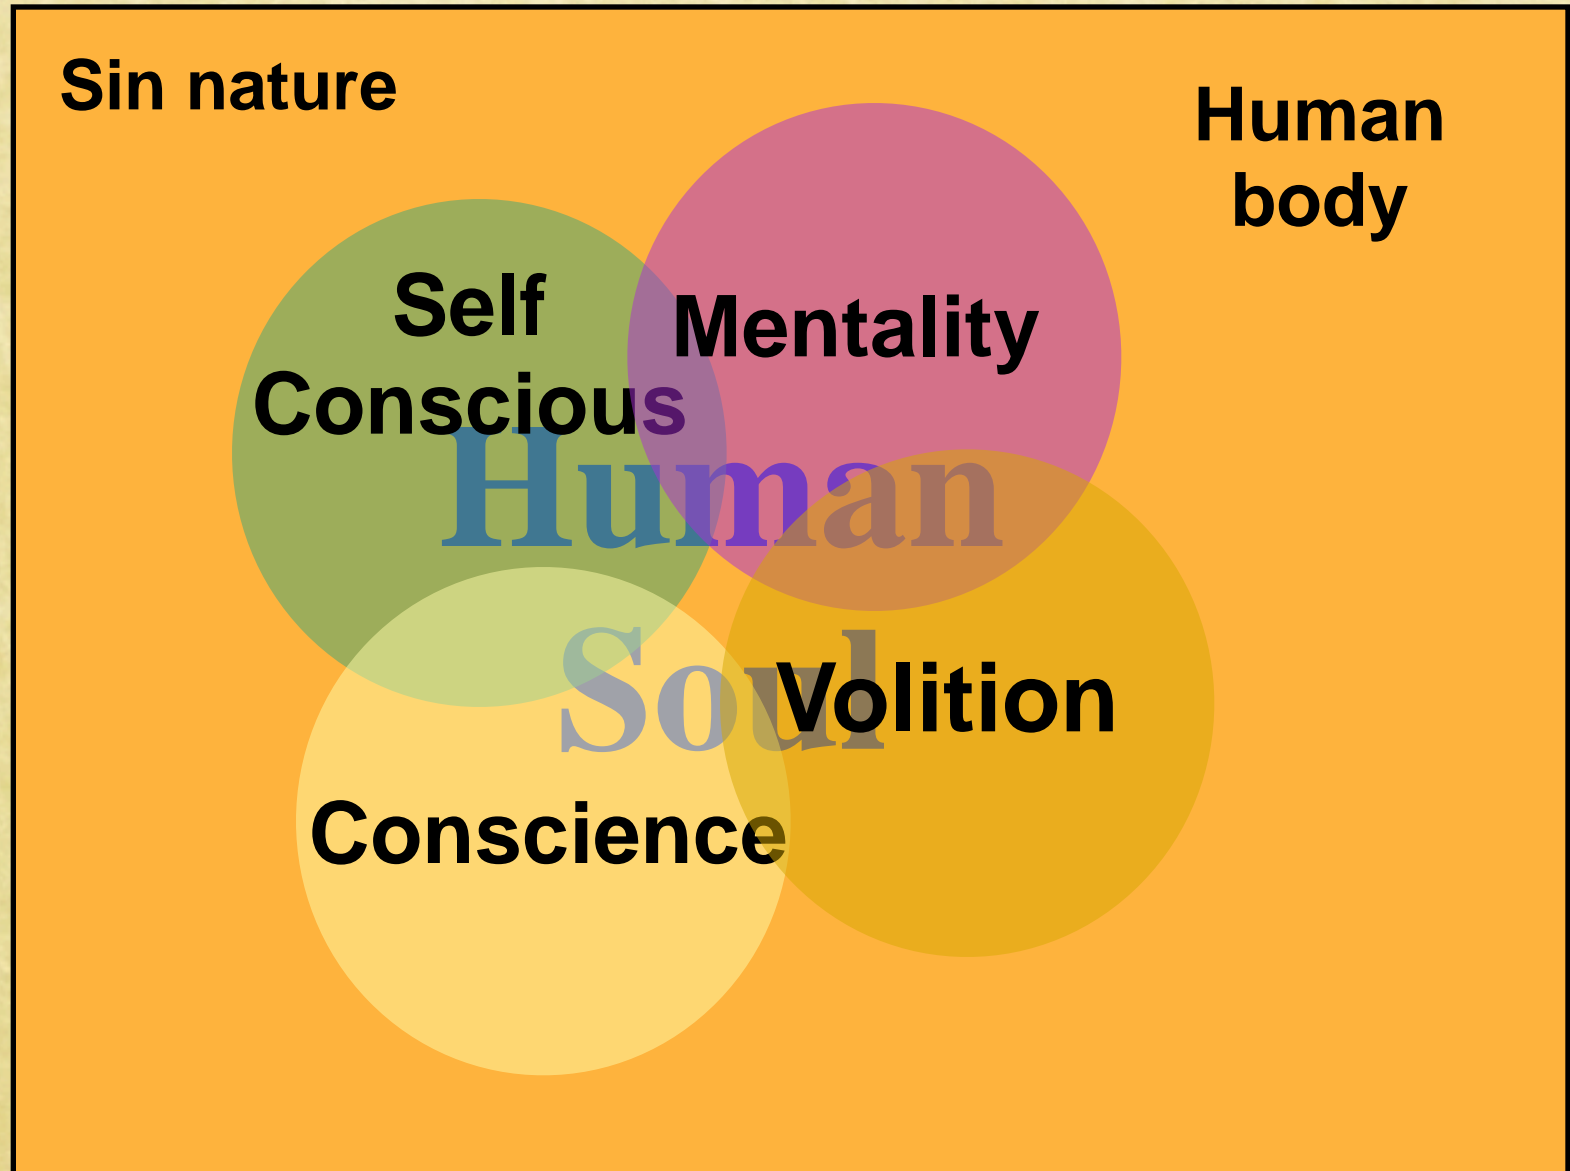 Sin nature
Human
body
Self
Conscious
Mentality
Human
Soul
Volition
Conscience